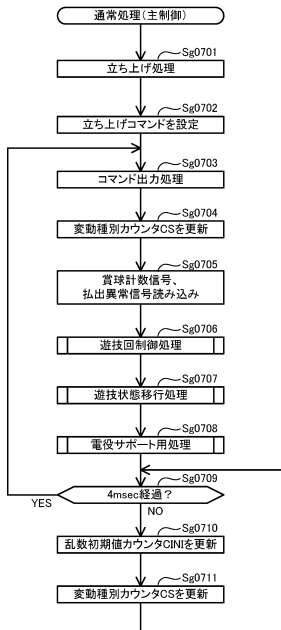 通常処理(主制御)
Sg0701
立ち上げ処理
Sg0702
立ち上げコマンドを設定
Sg0703
コマンド出力処理
Sg0704
変動種別カウンタCSを更新
Sg0705
賞球計数信号、
払出異常信号読み込み
Sg0706
遊技回制御処理
Sg0707
遊技状態移行処理
Sg0708
電役サポート用処理
Sg0709
4msec経過?
YES
NO
Sg0710
乱数初期値カウンタCINIを更新
Sg0711
変動種別カウンタCSを更新